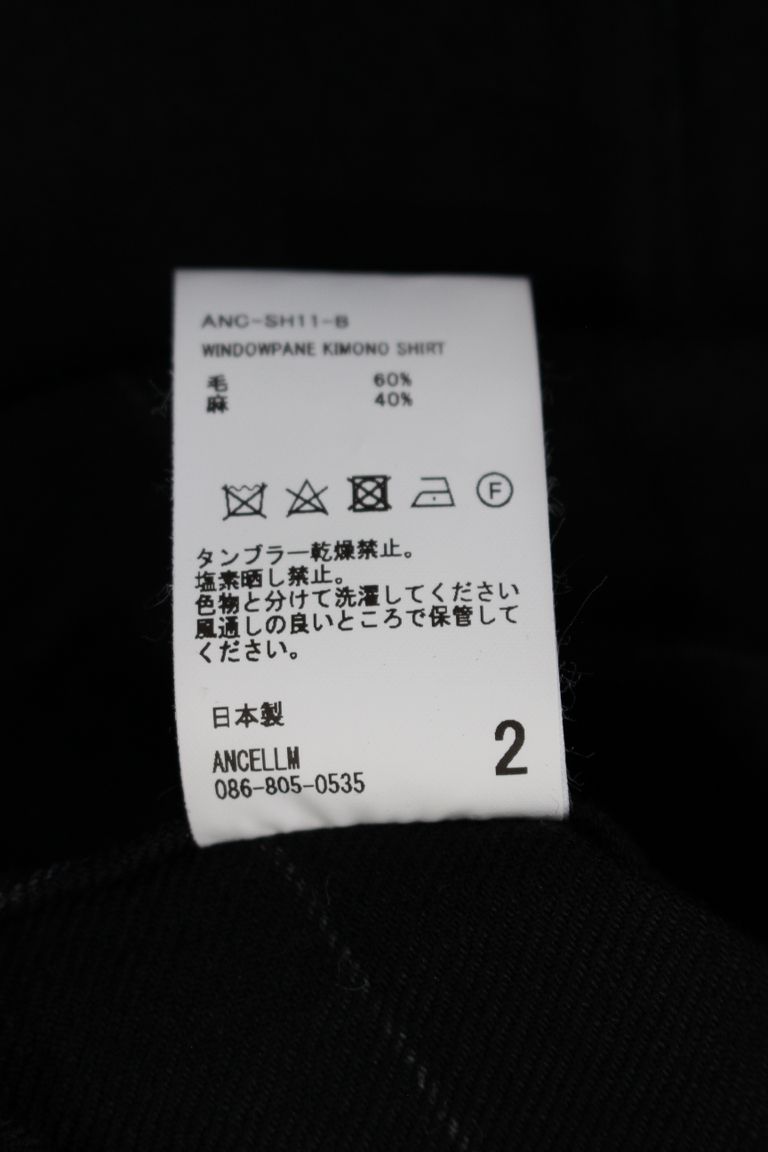 ANC-SH11-B
WINDOWPANE KIMONO SHIRT
毛 60%
麻 40%
F
タンブラー乾燥禁止。
塩素晒し禁止。
色物と分けて洗濯してください
風通しの良いところで保管して
ください。
日本製
ANCELLM
086-805-0535
2